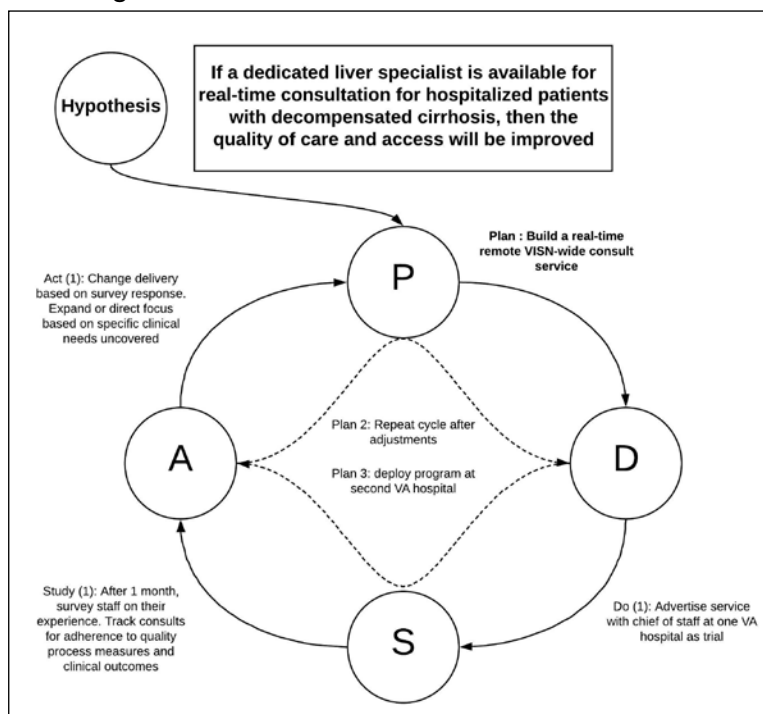 Hypothesis
If a dedicated liver specialist is available for
real-time consultation for hospitalized patients
with decompensated cirrhosis, then the
quality of care and access will be improved
P
Plan : Build a real-time
remote VISN-wide consult
service
Act (1): Change delivery
based on survey response.
Expand or direct focus
based on specific clinical
needs uncovered
Plan 2: Repeat cycle after
adjustments
Plan 3: deploy program at
second VA hospital
A
D
Study (1): After 1 month,
survey staff on their
experience. Track consults
for adherence to quality
process measures and
clinical outcomes
S
Do (1): Advertise service
with chief of staff at one VA
hospital as trial